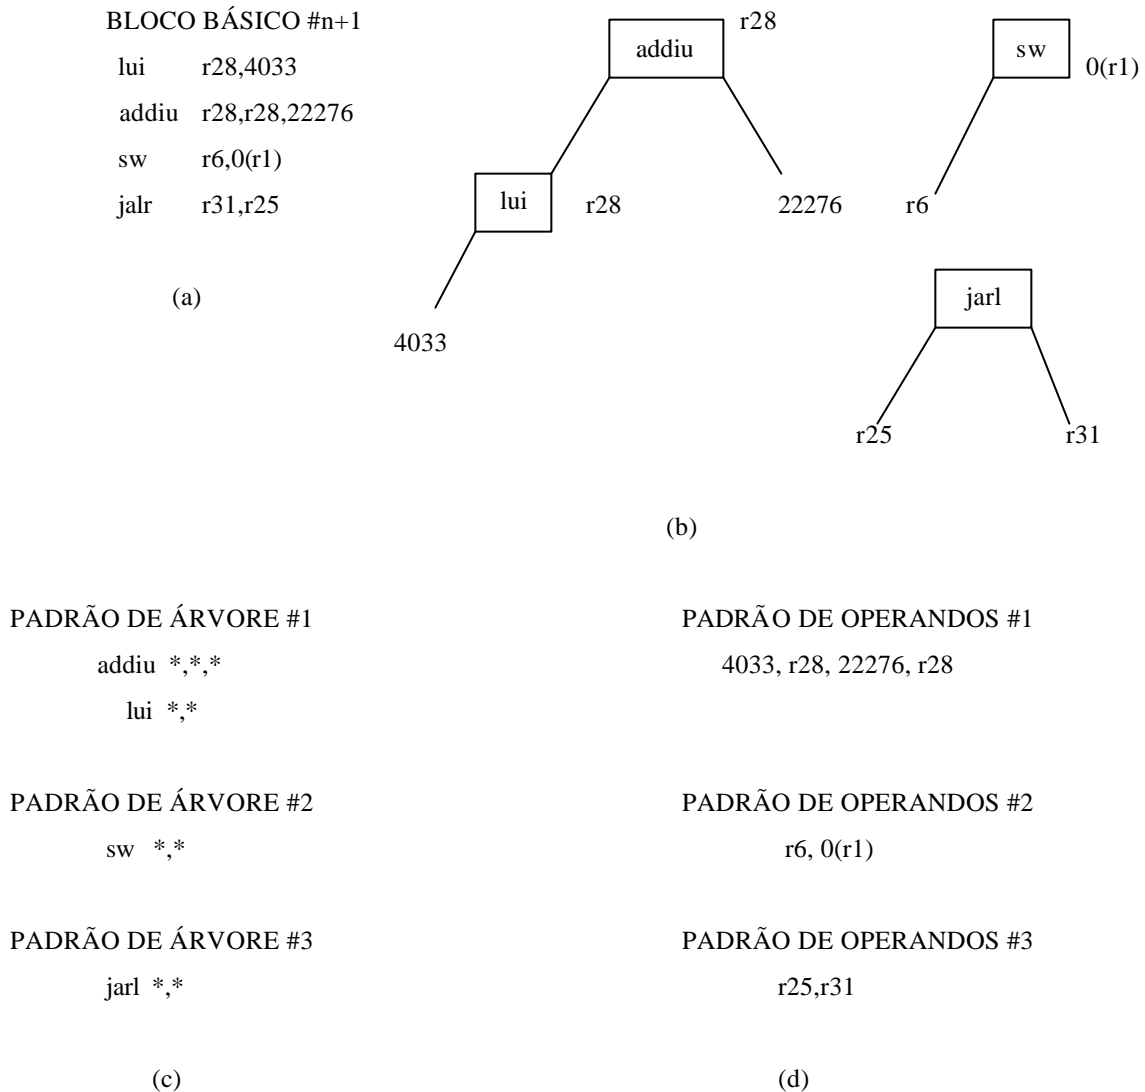 BLOCO BÁSICO #n+1
lui r28,4033
addiu r28,r28,22276
sw r6,0(r1)
jalr r31,r25
(a)
addiu r28
lui r28
22276
4033
sw 0(r1)
r6
jarl
r25 r31
(b)
PADRÃO DE ÁRVORE #1
addiu *,*,*
lui *,*
PADRÃO DE OPERANDOS #1
4033, r28, 22276, r28
PADRÃO DE ÁRVORE #2
sw *,*
PADRÃO DE OPERANDOS #2
r6, 0(r1)
PADRÃO DE ÁRVORE #3
jarl *,*
PADRÃO DE OPERANDOS #3
r25,r31
(c)
(d)